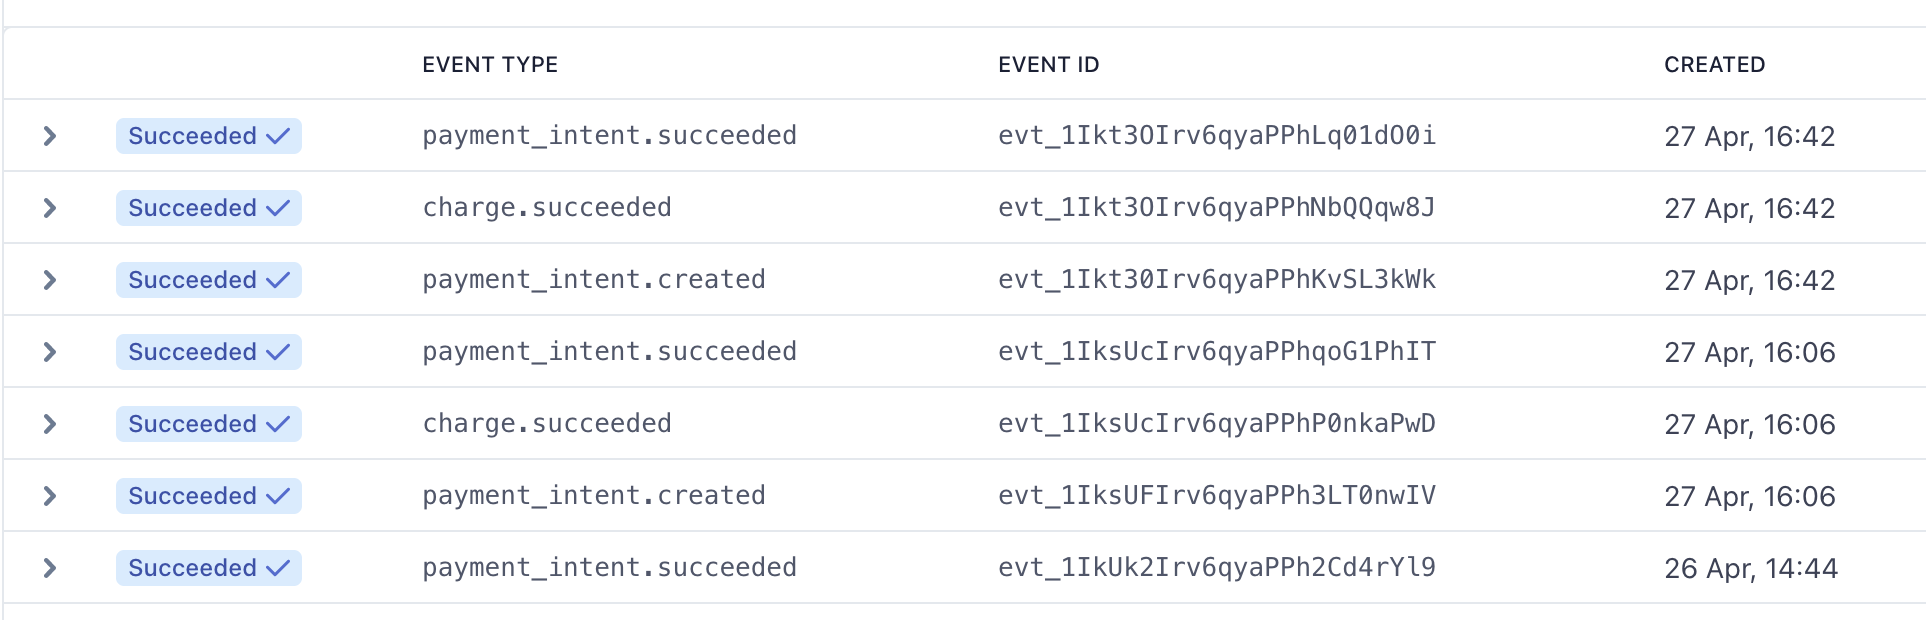 EVENT TYPE EVENT ID CREATED
Succeeded ✓ payment_intent.succeeded evt_1Ikt3OIrv6qyaPPhLq01dO0i 27 Apr, 16:42
Succeeded ✓ charge.succeeded evt_1Ikt3OIrv6qyaPPhNbQQqw8J 27 Apr, 16:42
Succeeded ✓ payment_intent.created evt_1Ikt30Irv6qyaPPhKvSL3kWk 27 Apr, 16:42
Succeeded ✓ payment_intent.succeeded evt_1IksUcIrv6qyaPPhqoG1PhIT 27 Apr, 16:06
Succeeded ✓ charge.succeeded evt_1IksUcIrv6qyaPPhP0nkaPwD 27 Apr, 16:06
Succeeded ✓ payment_intent.created evt_1IksUFIrv6qyaPPh3LT0nwIV 27 Apr, 16:06
Succeeded ✓ payment_intent.succeeded evt_1IkUk2Irv6qyaPPh2Cd4rYl9 26 Apr, 14:44